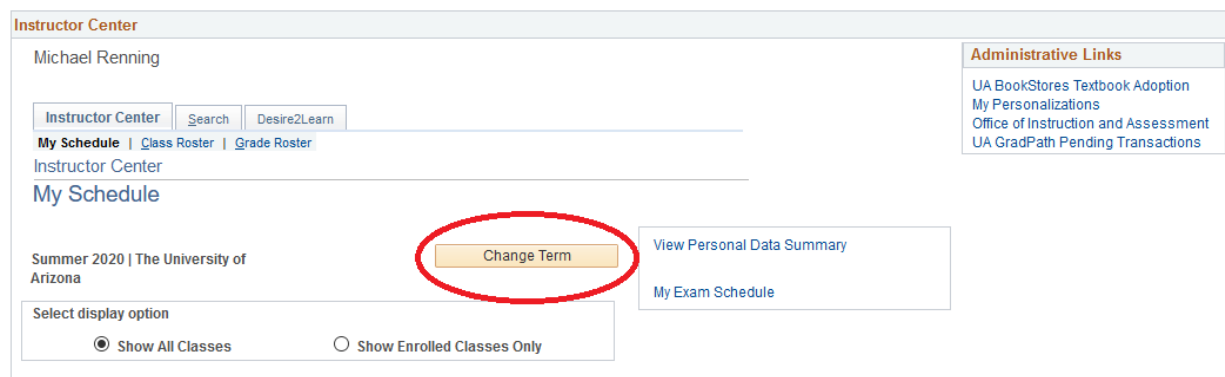 Instructor Center
Michael Renning
Administrative Links
UA BookStores Textbook Adoption
My Personalizations
Office of Instruction and Assessment
UA GradPath Pending Transactions
Instructor Center Search Desire2Learn
My Schedule | Class Roster | Grade Roster
Instructor Center
My Schedule
Summer 2020 | The University of
Arizona
Change Term
View Personal Data Summary
My Exam Schedule
Select display option
Show All Classes Show Enrolled Classes Only